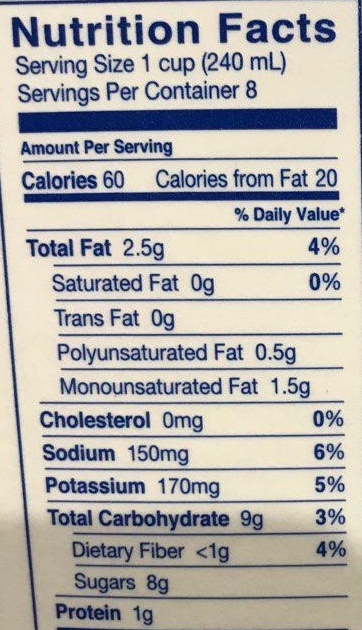 Nutrition Facts
Serving Size 1 cup (240 mL)
Servings Per Container 8
Amount Per Serving
Calories 60 Calories from Fat 20
% Daily Value*
Total Fat 2.5g 4%
Saturated Fat 0g 0%
Trans Fat 0g
Polyunsaturated Fat 0.5g
Monounsaturated Fat 1.5g
Cholesterol 0mg 0%
Sodium 150mg 6%
Potassium 170mg 5%
Total Carbohydrate 9g 3%
Dietary Fiber <1g 4%
Sugars 8g
Protein 1g